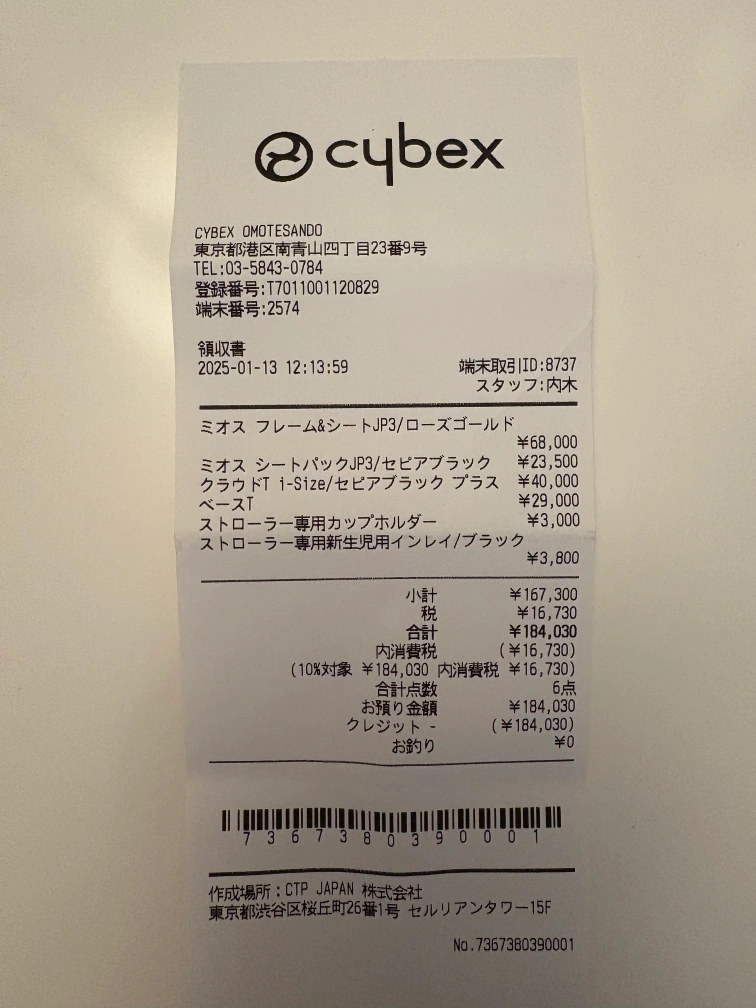 cybex
CYBEX OMOTESANDO
東京都港区南青山四丁目23番9号
TEL:03-5843-0784
登録番号:T7011001120829
端末番号:2574
領収書
2025-01-13 12:13:59 端末取引ID:8737
スタッフ:内木
ミオス フレーム&シートJP3/ローズゴールド
¥68,000
ミオス シートパックJP3/セピアブラック ¥23,500
クラウドT i-Size/セピアブラック プラス ¥40,000
ベースT ¥29,000
ストローラー専用カップホルダー ¥3,000
ストローラー専用新生児用インレイ/ブラック
¥3,800
小計 ¥167,300
税 ¥16,730
合計 ¥184,030
内消費税 (¥16,730)
(10%対象 ¥184,030 内消費税 ¥16,730)
合計点数 6点
お預り金額 ¥184,030
クレジット - (¥184,030)
お釣り ¥0
7367380390001
作成場所:CTP JAPAN 株式会社
東京都渋谷区桜丘町26番1号 セルリアンタワー15F
No.7367380390001